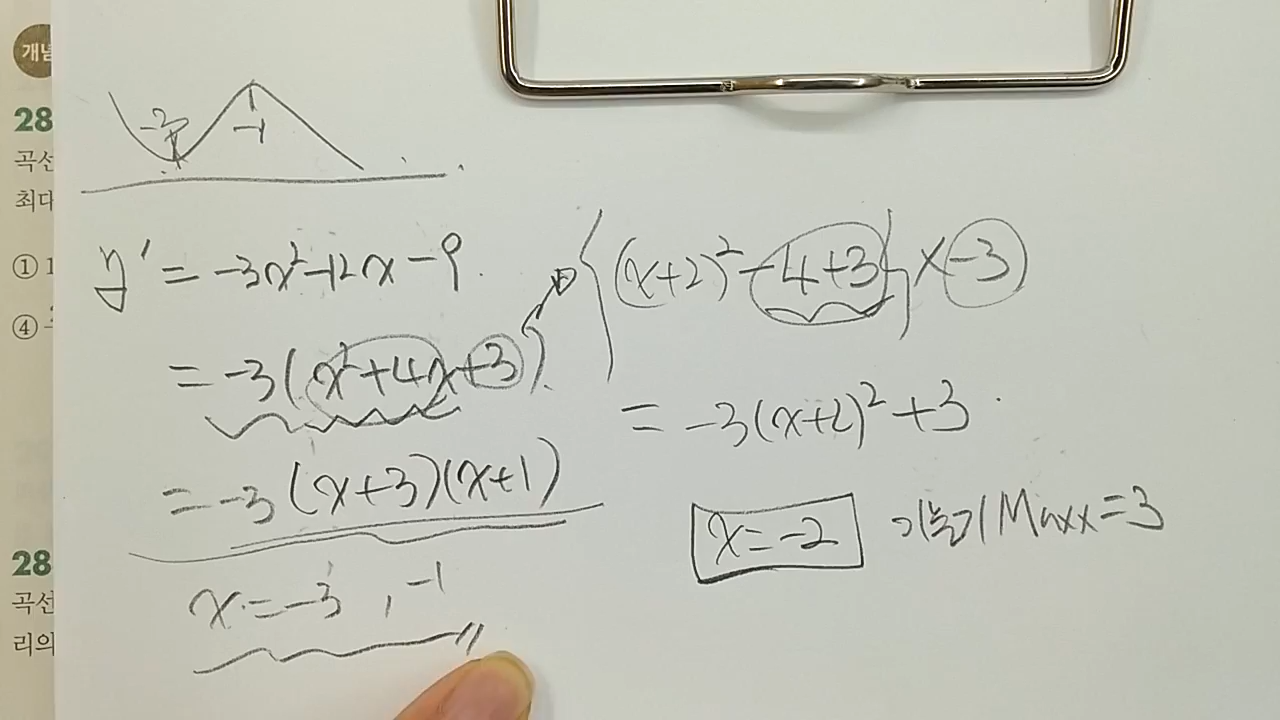 개념
28
곡선
최대
① 1
④
28
곡선
리의
-3
-1
y' = -3x²-12x-9
= -3(x²+4x+3)
= -3(x+3)(x+1)
x = -3, -1
{(x+2)²-4+3} x -3
= -3(x+2)²+3
x = -2 기울기 Max = 3